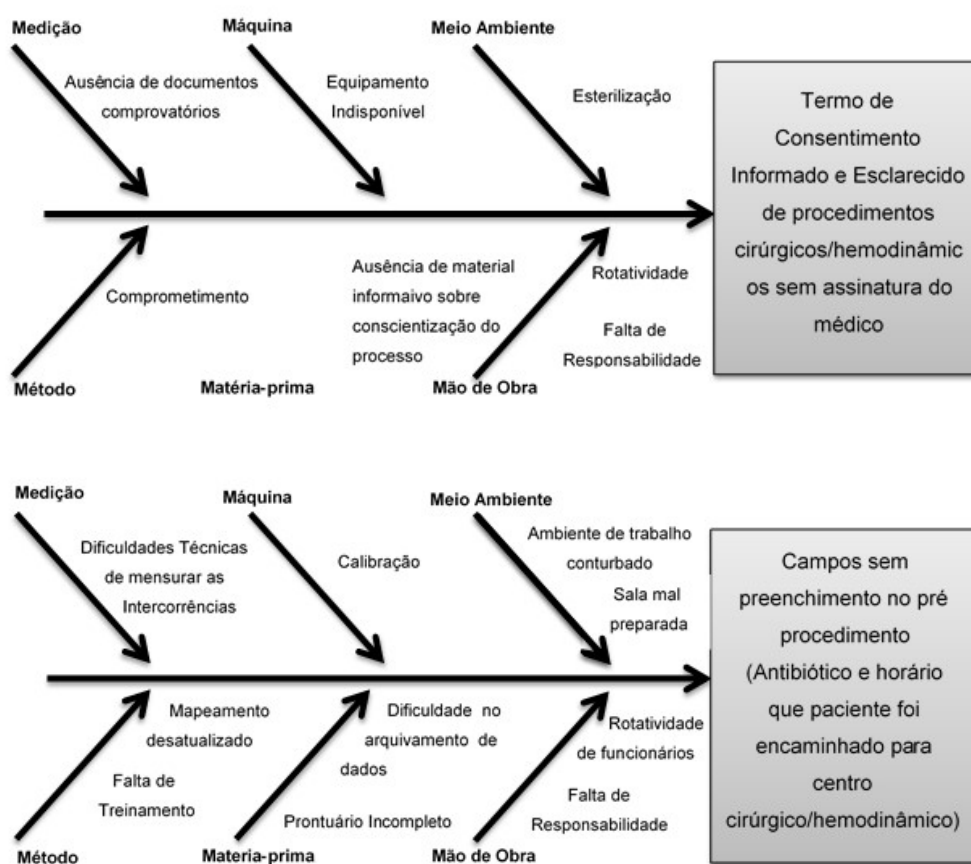 Medição
Máquina
Meio Ambiente
Ausência de documentos
comprovatórios
Equipamento
Indisponível
Esterilização
Termo de
Consentimento
Informado e Esclarecido
de procedimentos
cirúrgicos/hemodinâmic
os sem assinatura do
médico
Comprometimento
Ausência de material
informaivo sobre
conscientização do
processo
Rotatividade
Falta de
Responsabilidade
Método
Matéria-prima
Mão de Obra
Medição
Máquina
Meio Ambiente
Dificuldades Técnicas
de mensurar as
Intercorrências
Calibração
Ambiente de trabalho
conturbado
Sala mal
preparada
Campos sem
preenchimento no pré
procedimento
(Antibiótico e horário
que paciente foi
encaminhado para
centro
cirúrgico/hemodinâmico)
Mapeamento
desatualizado
Falta de
Treinamento
Dificuldade no
arquivamento de
dados
Prontuário Incompleto
Rotatividade
de funcionários
Falta de
Responsabilidade
Método
Materia-prima
Mão de Obra